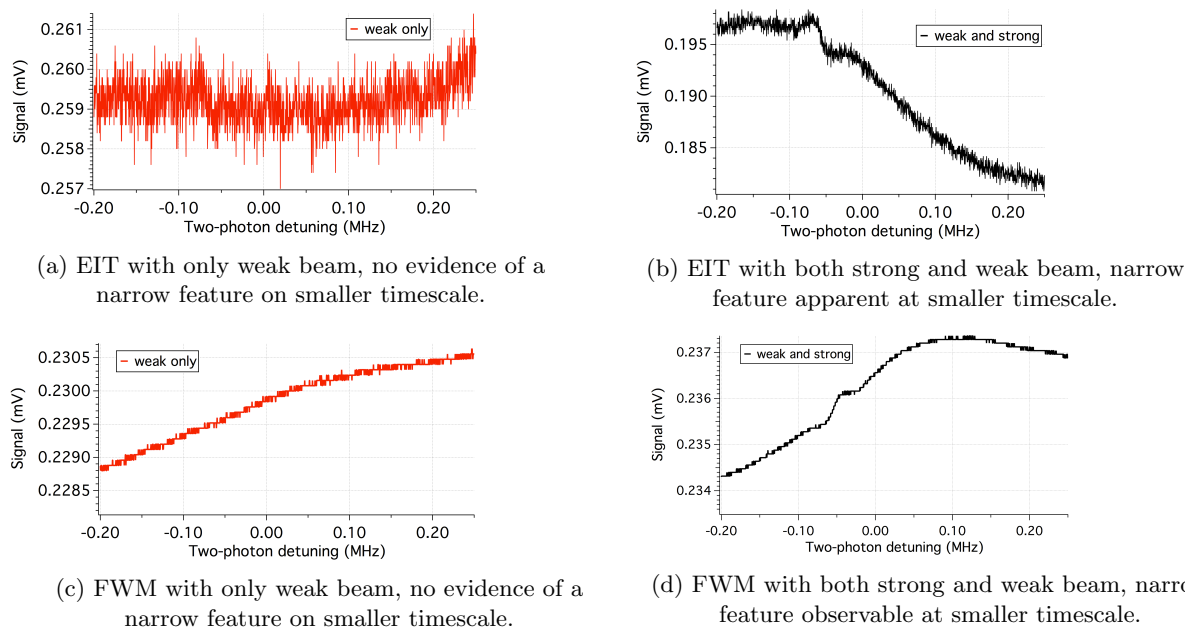 weak only
0.261
0.260
0.259
0.258
0.257
Signal (mV)
-0.20 -0.10 0.00 0.10 0.20
Two-photon detuning (MHz)
(a) EIT with only weak beam, no evidence of a
narrow feature on smaller timescale.
weak and strong
0.195
0.190
0.185
Signal (mV)
-0.20 -0.10 0.00 0.10 0.20
Two-photon detuning (MHz)
(b) EIT with both strong and weak beam, narrow
feature apparent at smaller timescale.
weak only
0.2305
0.2300
0.2295
0.2290
0.2285
Signal (mV)
-0.20 -0.10 0.00 0.10 0.20
Two-photon detuning (MHz)
(c) FWM with only weak beam, no evidence of a
narrow feature on smaller timescale.
weak and strong
0.237
0.236
0.235
0.234
Signal (mV)
-0.20 -0.10 0.00 0.10 0.20
Two-photon detuning (MHz)
(d) FWM with both strong and weak beam, narro
feature observable at smaller timescale.